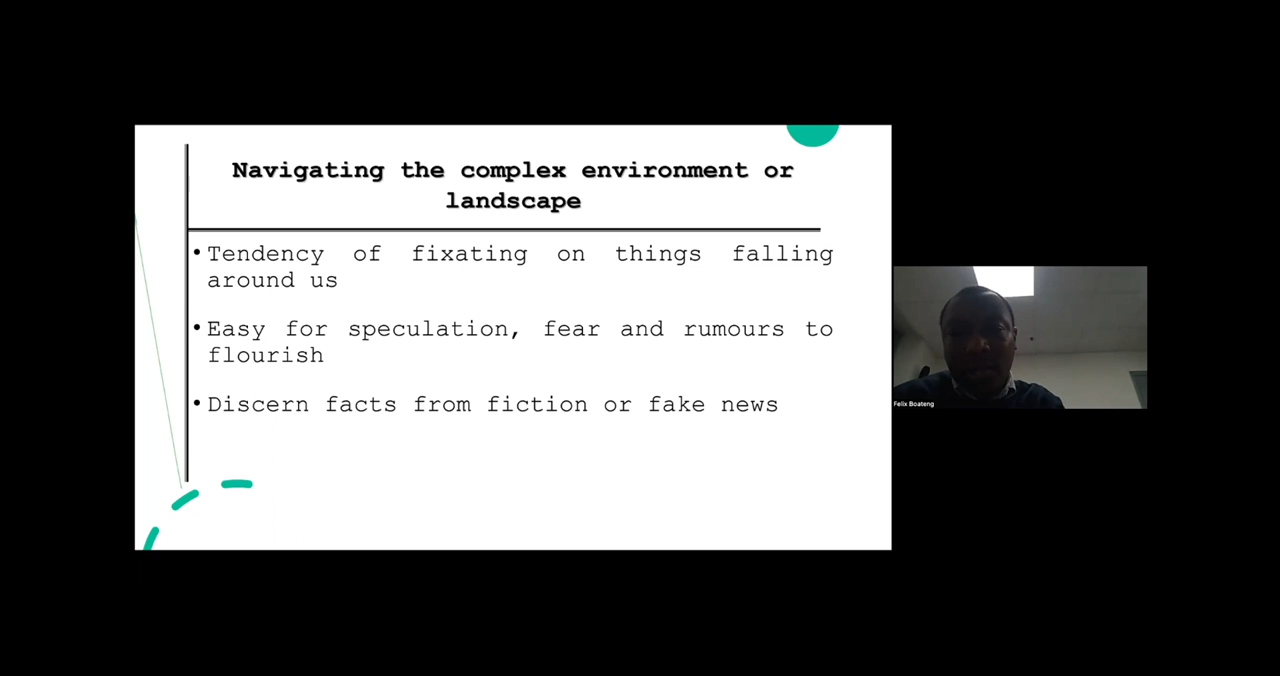 Navigating the complex environment or
landscape
• Tendency of fixating on things falling
around us
• Easy for speculation, fear and rumours to
flourish
• Discern facts from fiction or fake news
Felix Boateng